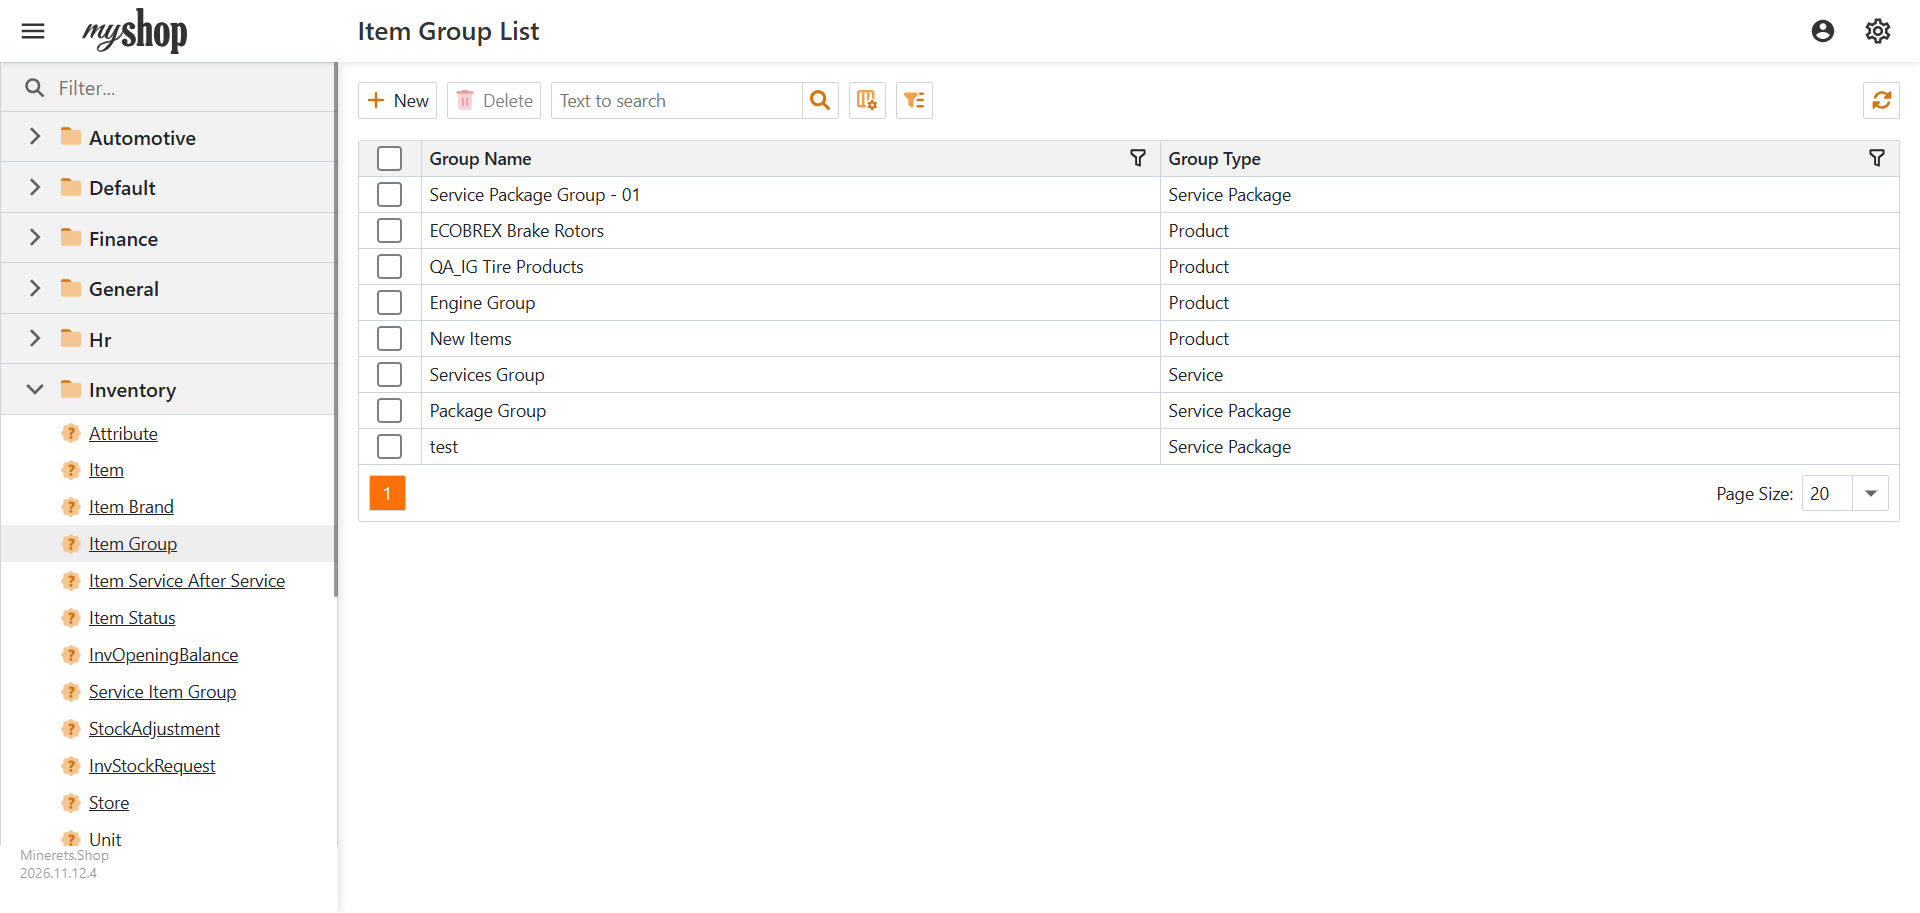 myshop
Item Group List
Filter...
Automotive
Default
Finance
General
Hr
Inventory
Attribute
Item
Item Brand
Item Group
Item Service After Service
Item Status
InvOpeningBalance
Service Item Group
StockAdjustment
InvStockRequest
Store
Unit
Minerets.Shop
2026.11.12.4
New Delete Text to search
Group Name Group Type
Service Package Group - 01 Service Package
ECOBREX Brake Rotors Product
QA_IG Tire Products Product
Engine Group Product
New Items Product
Services Group Service
Package Group Service Package
test Service Package
1 Page Size: 20